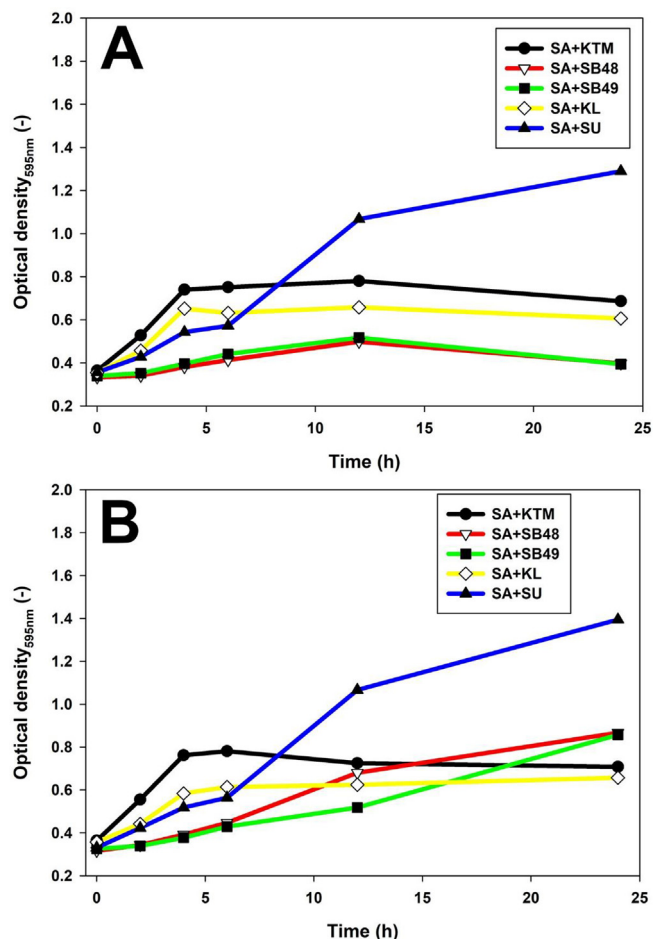 A
2.0
1.8
1.6
1.4
1.2
1.0
0.8
0.6
0.4
0.2
Optical density595nm (-)
SA+KTM
SA+SB48
SA+SB49
SA+KL
SA+SU
0 5 10 15 20 25
Time (h)
B
2.0
1.8
1.6
1.4
1.2
1.0
0.8
0.6
0.4
0.2
Optical density595nm (-)
SA+KTM
SA+SB48
SA+SB49
SA+KL
SA+SU
0 5 10 15 20 25
Time (h)